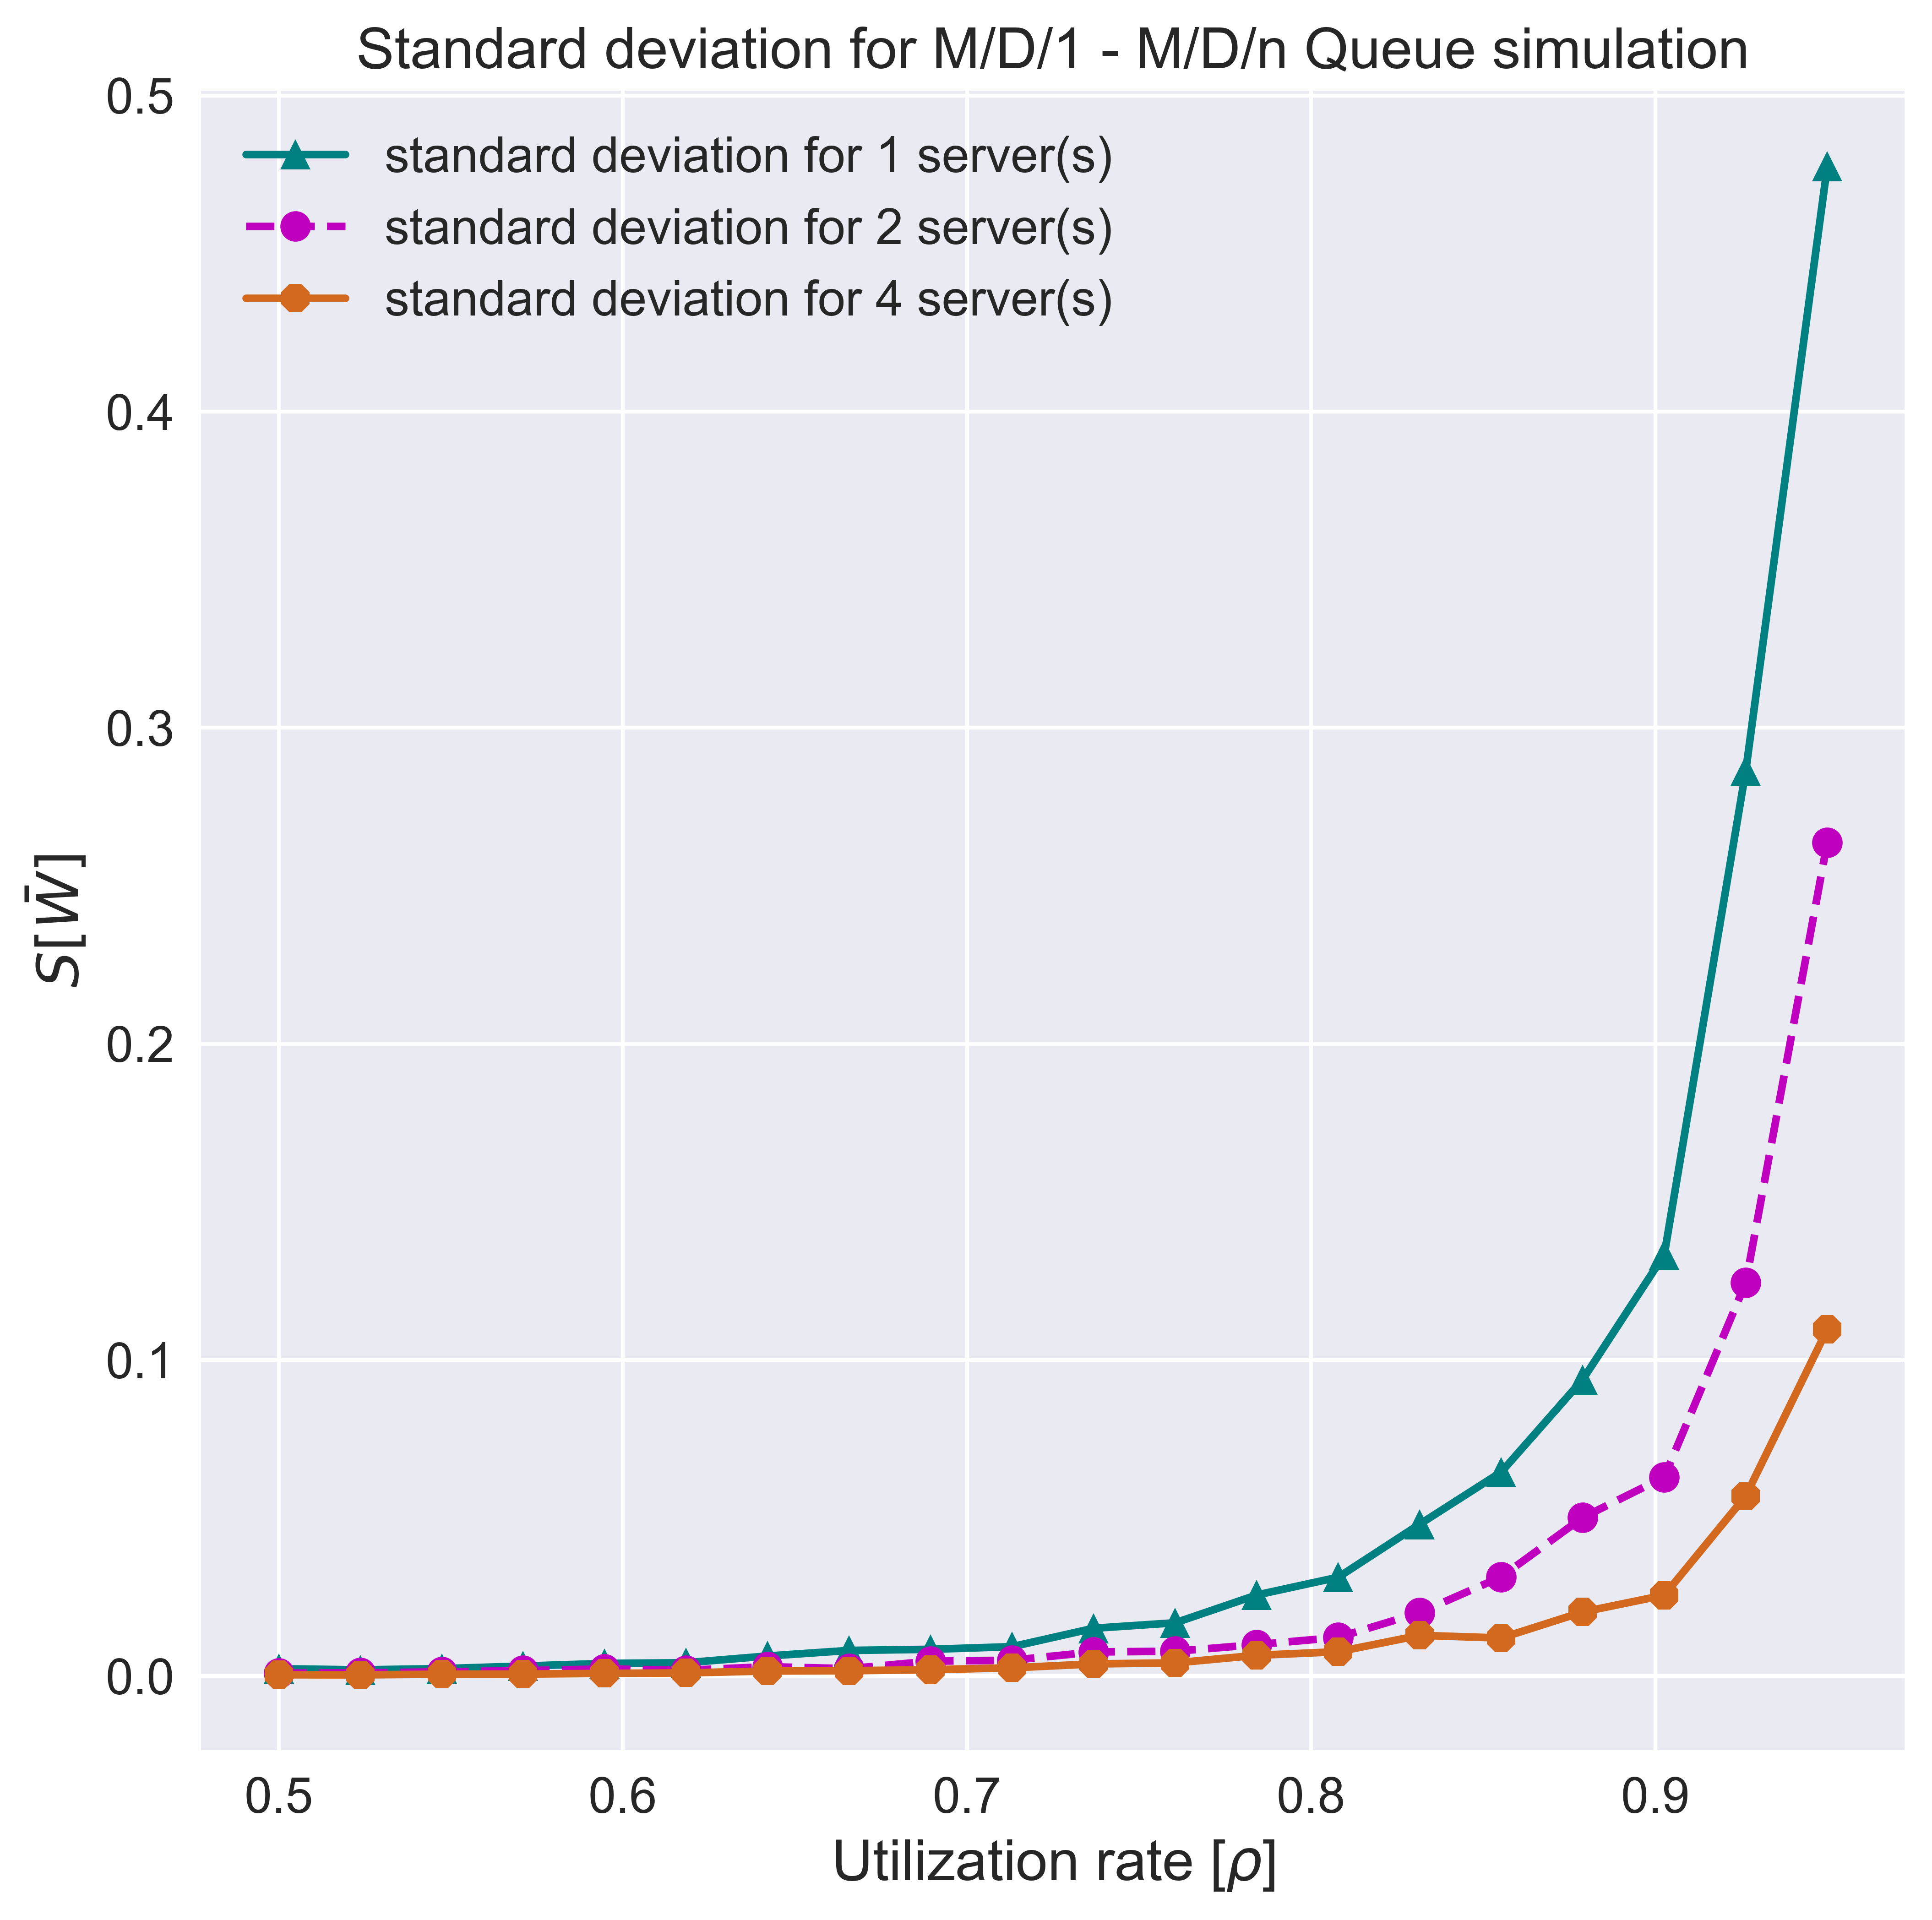 Standard deviation for M/D/1 - M/D/n Queue simulation
0.5
standard deviation for 1 server(s)
standard deviation for 2 server(s)
standard deviation for 4 server(s)
0.4
0.3
S[W̄]
0.2
0.1
0.0
0.5 0.6 0.7 0.8 0.9
Utilization rate [ρ]